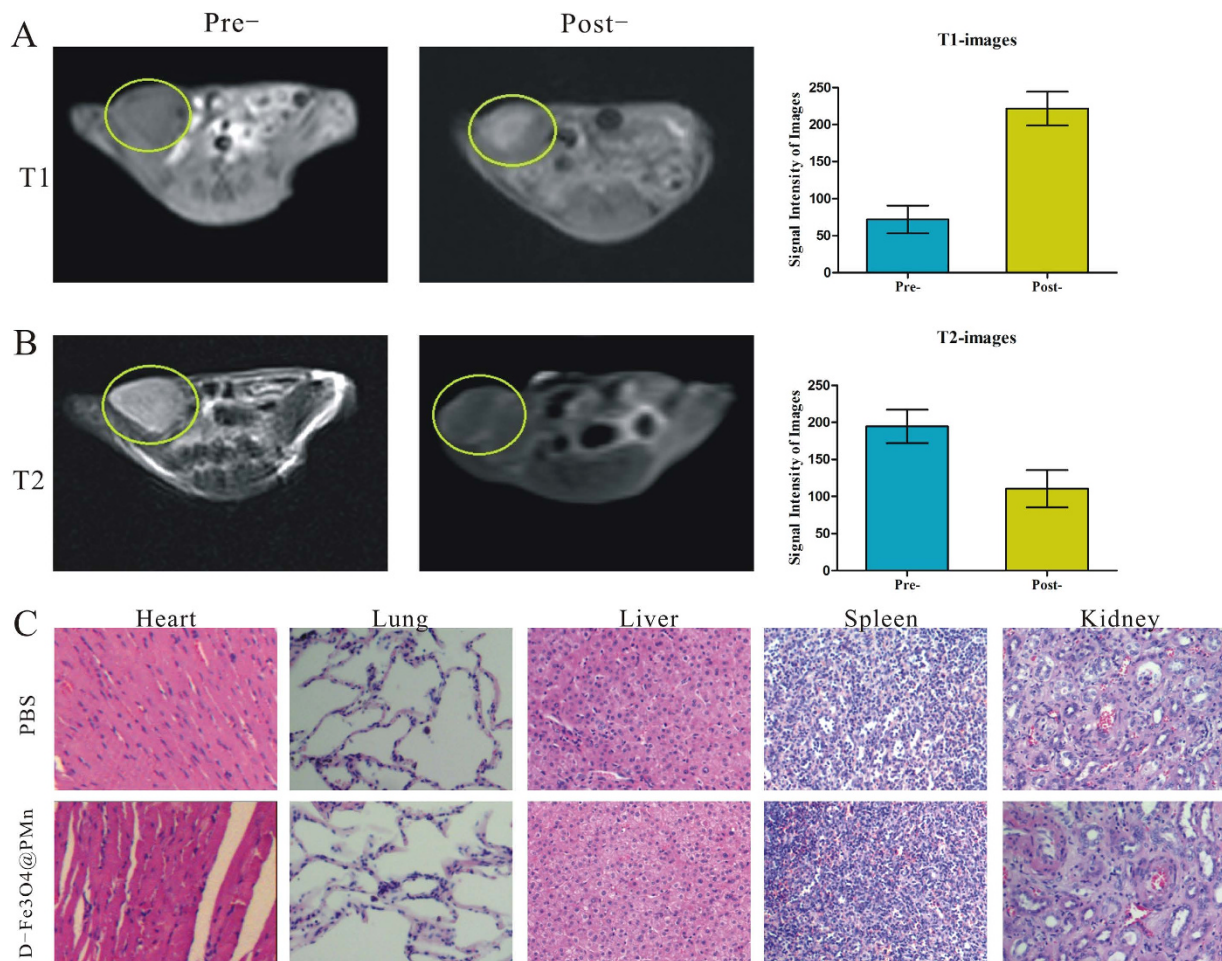 A
Pre−
Post−
T1
T1-images
Signal Intensity of Images
250
200
150
100
50
0
Pre-
Post-
B
T2
T2-images
Signal Intensity of Images
250
200
150
100
50
0
Pre-
Post-
C
Heart
Lung
Liver
Spleen
Kidney
PBS
D−Fe3O4@PMn